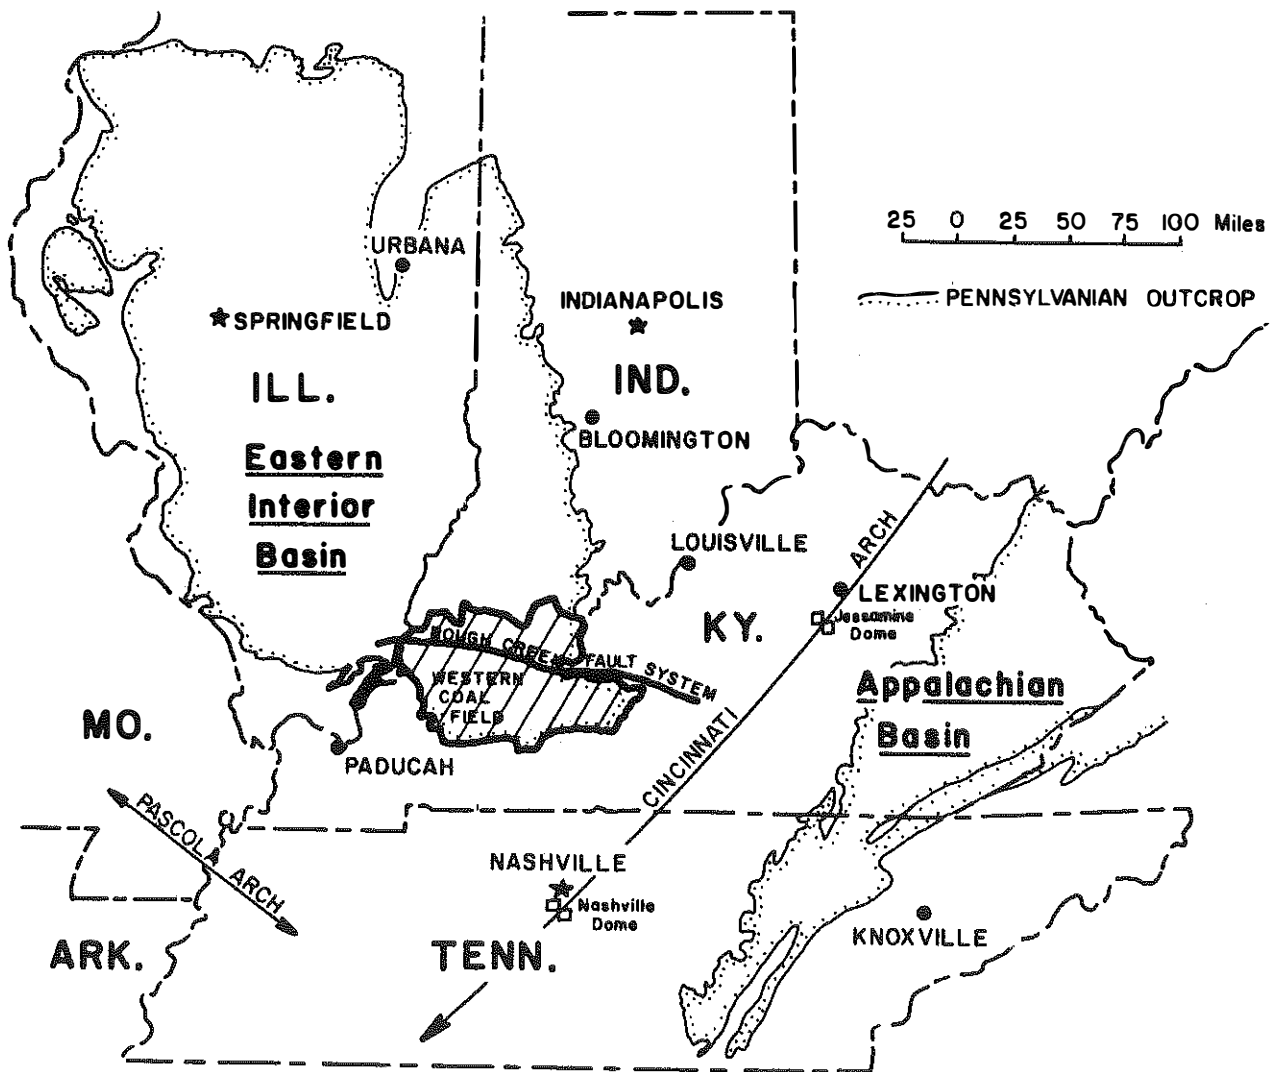 25 0 25 50 75 100 Miles
PENNSYLVANIAN OUTCROP
URBANA
SPRINGFIELD
INDIANAPOLIS
ILL.
IND.
BLOOMINGTON
Eastern
Interior
Basin
LOUISVILLE
ARCH
LEXINGTON
Jessamine
Dome
KY.
ROUGH CREEK FAULT SYSTEM
WESTERN
COAL
FIELD
Appalachian
Basin
MO.
PADUCAH
CINCINNATI
PASCOLA ARCH
NASHVILLE
Nashville
Dome
KNOXVILLE
ARK.
TENN.